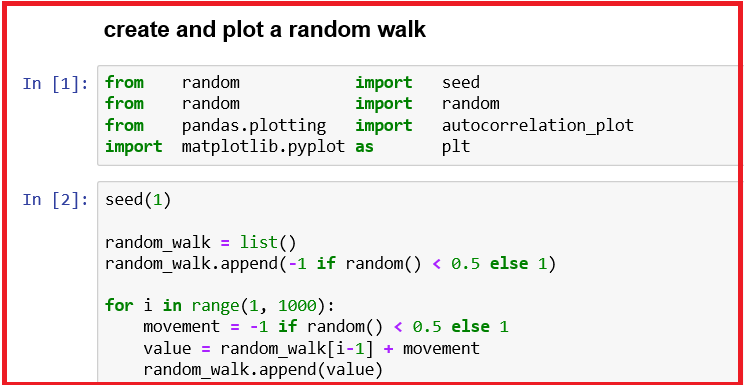 create and plot a random walk
In [1]: from    random            import   seed
from    random            import   random
from    pandas.plotting   import   autocorrelation_plot
import  matplotlib.pyplot as       plt
In [2]: seed(1)
random_walk = list()
random_walk.append(-1 if random() < 0.5 else 1)
for i in range(1, 1000):
    movement = -1 if random() < 0.5 else 1
    value = random_walk[i-1] + movement
    random_walk.append(value)